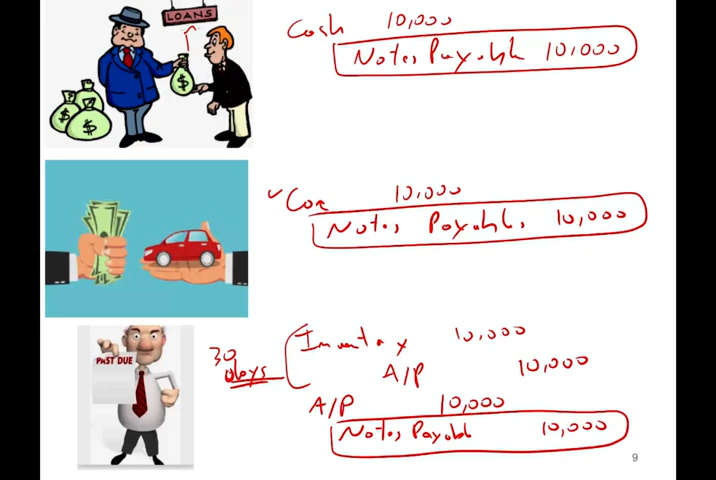 LOANS
Cash 10,000
Notes Payable 10,000
Car 10,000
Notes Payable, 10,000
PAST DUE
30 days
Inventory 10,000
A/P 10,000
A/P 10,000
Notes Payable 10,000
9